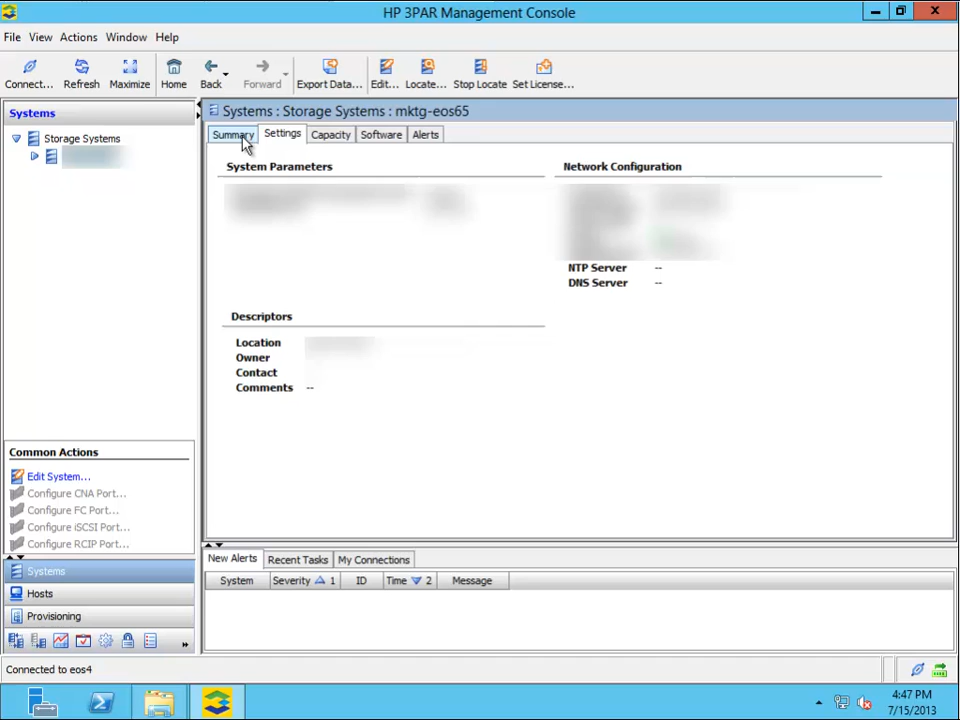 HP 3PAR Management Console
File View Actions Window Help
Connect... Refresh Maximize Home Back Forward Export Data... Edit... Locate... Stop Locate Set License...
Systems
Systems : Storage Systems : mktg-eos65
Storage Systems
Summary Settings Capacity Software Alerts
System Parameters
Network Configuration
NTP Server --
DNS Server --
Descriptors
Location
Owner
Contact
Comments --
Common Actions
Edit System...
Configure CNA Port...
Configure FC Port...
Configure iSCSI Port...
Configure RCIP Port...
Systems
Hosts
Provisioning
New Alerts Recent Tasks My Connections
System Severity 1 ID Time 2 Message
Connected to eos4
4:47 PM
7/15/2013